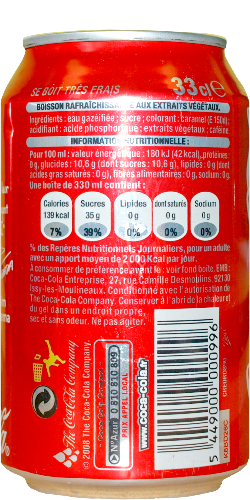 SE BOIT TRÈS FRAIS 33cl℮
BOISSON RAFRAÎCHISSANTE AUX EXTRAITS VÉGÉTAUX.
Ingrédients : eau gazéifiée ; sucre ; colorant : caramel (E 150d) ;
acidifiant : acide phosphorique ; extraits végétaux ; caféine
INFORMATION NUTRITIONNELLE :
Pour 100 ml : valeur énergétique : 180 kJ (42 kcal), protéines :
0 g, glucides : 10,6 g (dont sucres : 10,6 g), lipides : 0 g (dont
acides gras saturés : 0 g), fibres alimentaires : 0 g, sodium : 0 g.
Une boîte de 330 ml contient :
Calories Sucres Lipides dont saturés Sodium
139 kcal 35 g 0 g 0 g 0 g
7% 39% 0% 0% 0%
% des Repères Nutritionnels Journaliers, pour un adulte
avec un apport moyen de 2 000 Kcal par jour.
A consommer de préférence avant le : voir fond boîte. EMB :
Coca-Cola Entreprise, 27, rue Camille Desmoulins, 92130
Issy-les-Moulineaux. Conditionné avec l'autorisation de
The Coca-Cola Company. Conserver à l'abri de la chaleur et
du gel dans un endroit propre,
sec et sans odeur. Ne pas agiter.
The Coca-Cola Company
© 2008 The Coca-Cola Company.
N°Azur 0 810 810 809
PRIX APPEL LOCAL
www.coca-cola.fr
5 449000 000996